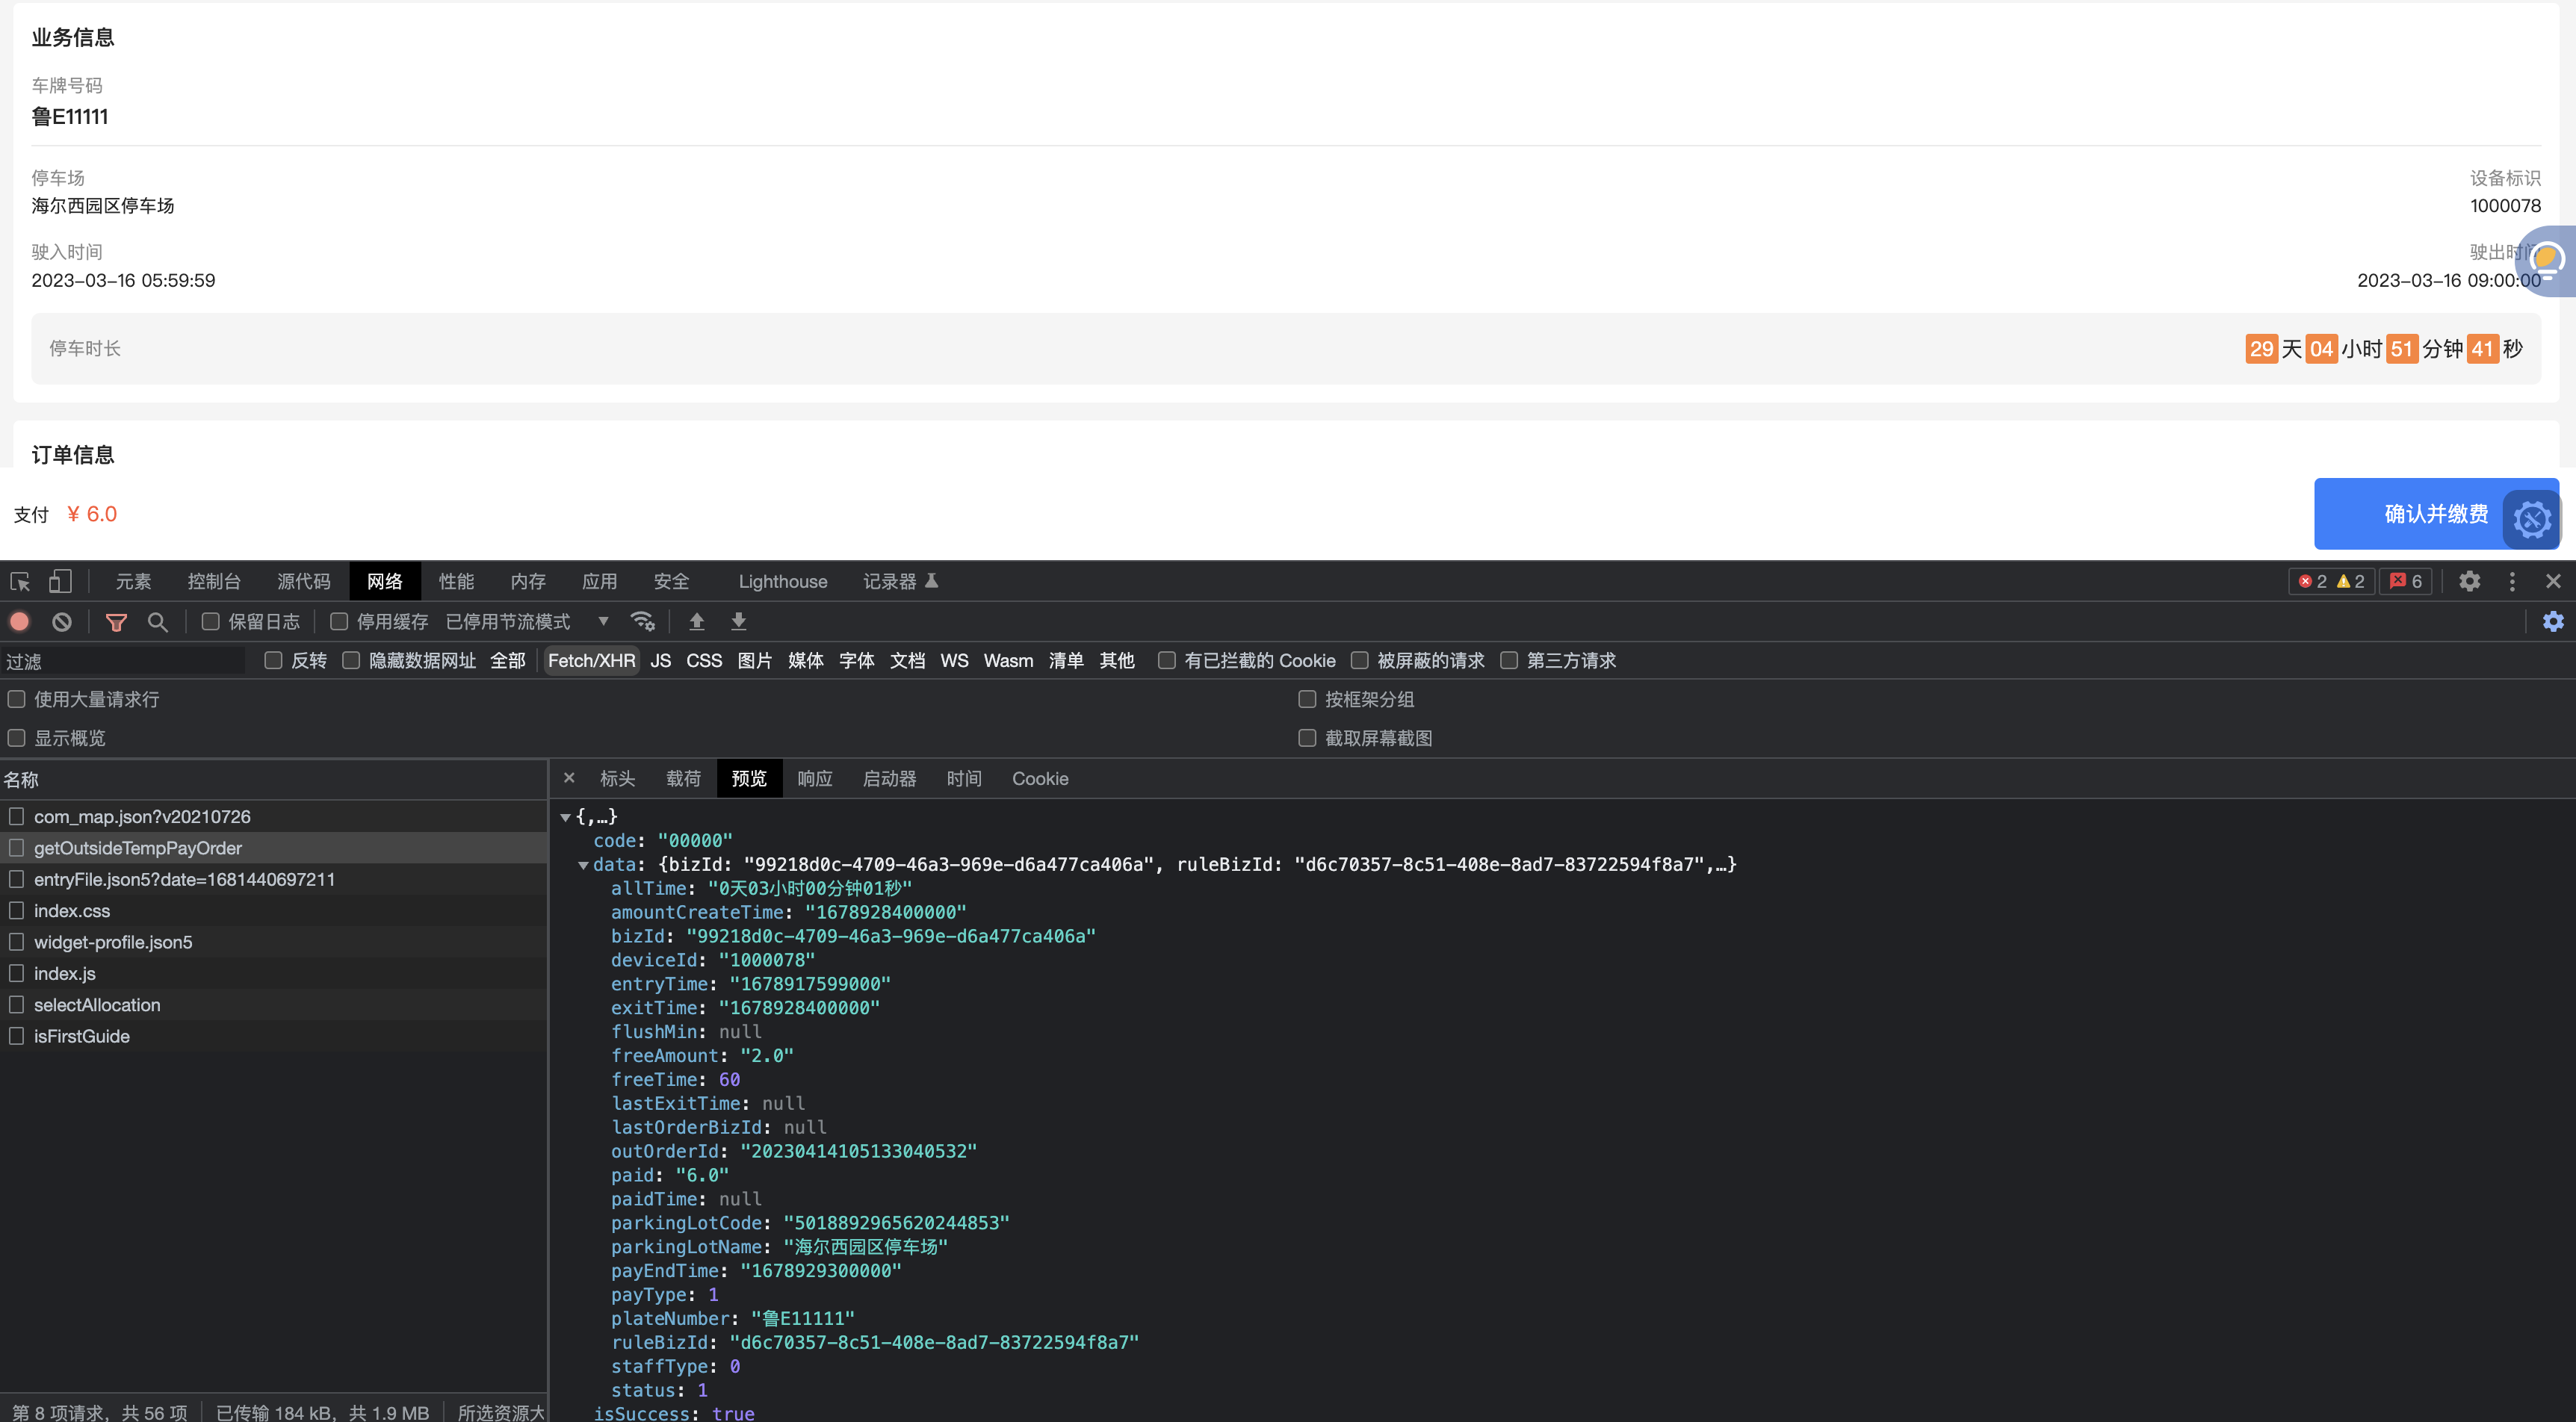 业务信息
车牌号码
鲁E11111
停车场
设备标识
海尔西园区停车场
1000078
驶入时间
驶出时间
2023-03-16 05:59:59
2023-03-16 09:00:00
停车时长
29 天 04 小时 51 分钟 41 秒
订单信息
支付 ¥ 6.0
确认并缴费
元素 控制台 源代码 网络 性能 内存 应用 安全 Lighthouse 记录器 2 2 6
保留日志 停用缓存 已停用节流模式
过滤 反转 隐藏数据网址 全部 Fetch/XHR JS CSS 图片 媒体 字体 文档 WS Wasm 清单 其他 有已拦截的 Cookie 被屏蔽的请求 第三方请求
使用大量请求行 按框架分组
显示概览 截取屏幕截图
名称
com_map.json?v20210726
getOutsideTempPayOrder
entryFile.json5?date=1681440697211
index.css
widget-profile.json5
index.js
selectAllocation
isFirstGuide
第 8 项请求，共 56 项 已传输 184 kB，共 1.9 MB 所选资源大
× 标头 载荷 预览 响应 启动器 时间 Cookie
{,…}
code: "00000"
data: {bizId: "99218d0c-4709-46a3-969e-d6a477ca406a", ruleBizId: "d6c70357-8c51-408e-8ad7-83722594f8a7",…}
allTime: "0天03小时00分钟01秒"
amountCreateTime: "1678928400000"
bizId: "99218d0c-4709-46a3-969e-d6a477ca406a"
deviceId: "1000078"
entryTime: "1678917599000"
exitTime: "1678928400000"
flushMin: null
freeAmount: "2.0"
freeTime: 60
lastExitTime: null
lastOrderBizId: null
outOrderId: "20230414105133040532"
paid: "6.0"
paidTime: null
parkingLotCode: "5018892965620244853"
parkingLotName: "海尔西园区停车场"
payEndTime: "1678929300000"
payType: 1
plateNumber: "鲁E11111"
ruleBizId: "d6c70357-8c51-408e-8ad7-83722594f8a7"
staffType: 0
status: 1
isSuccess: true